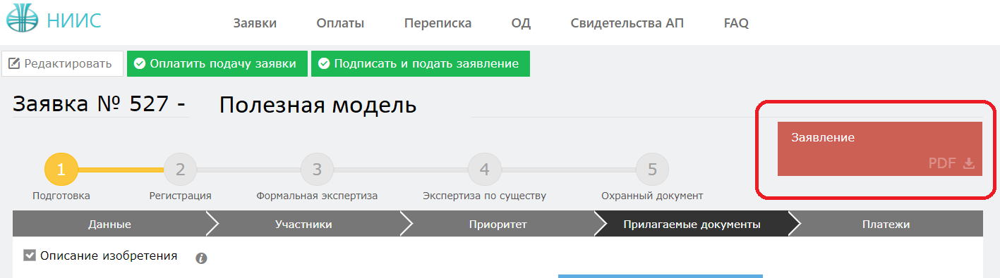 НИИС
Заявки Оплаты Переписка ОД Свидетельства АП FAQ
Редактировать Оплатить подачу заявки Подписать и подать заявление
Заявка № 527 - Полезная модель
Заявление
PDF
1 2 3 4 5
Подготовка Регистрация Формальная экспертиза Экспертиза по существу Охранный документ
Данные Участники Приоритет Прилагаемые документы Платежи
Описание изобретения i